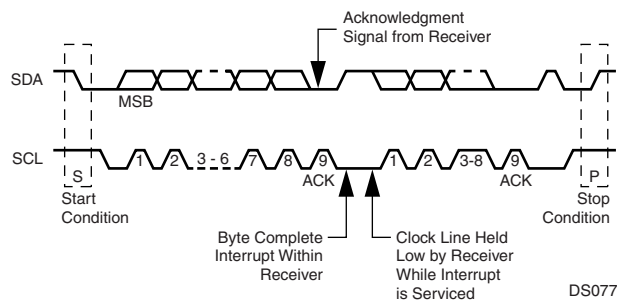 Acknowledgment
Signal from Receiver
SDA
MSB
SCL
1 2 3 - 6 7 8 9 1 2 3-8 9
S ACK ACK P
Start
Condition
Stop
Condition
Byte Complete
Interrupt Within
Receiver
Clock Line Held
Low by Receiver
While Interrupt
is Serviced
DS077